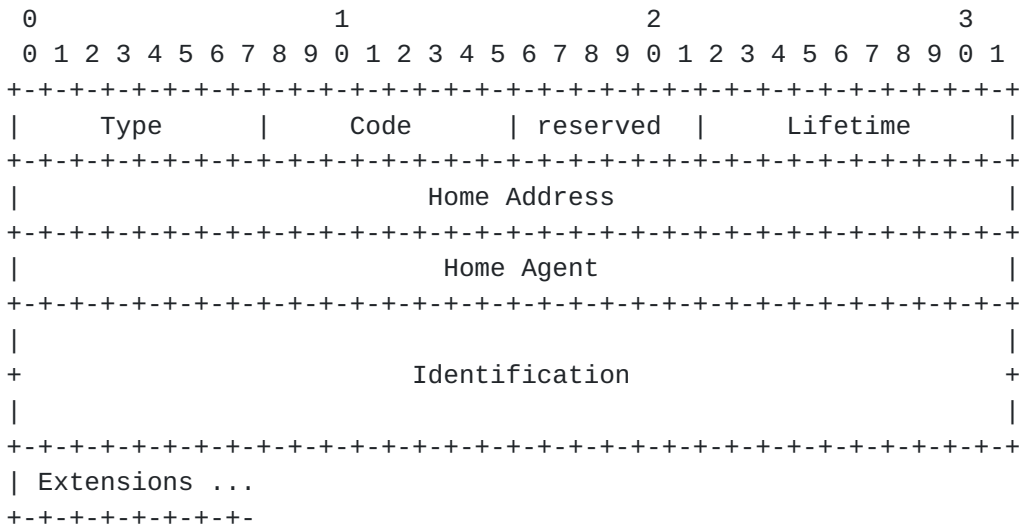 0                   1                   2                   3
 0 1 2 3 4 5 6 7 8 9 0 1 2 3 4 5 6 7 8 9 0 1 2 3 4 5 6 7 8 9 0 1
+-+-+-+-+-+-+-+-+-+-+-+-+-+-+-+-+-+-+-+-+-+-+-+-+-+-+-+-+-+-+-+-+
|     Type      |     Code      | reserved  |     Lifetime      |
+-+-+-+-+-+-+-+-+-+-+-+-+-+-+-+-+-+-+-+-+-+-+-+-+-+-+-+-+-+-+-+-+
|                          Home Address                         |
+-+-+-+-+-+-+-+-+-+-+-+-+-+-+-+-+-+-+-+-+-+-+-+-+-+-+-+-+-+-+-+-+
|                           Home Agent                          |
+-+-+-+-+-+-+-+-+-+-+-+-+-+-+-+-+-+-+-+-+-+-+-+-+-+-+-+-+-+-+-+-+
|                                                               |
+                         Identification                        +
|                                                               |
+-+-+-+-+-+-+-+-+-+-+-+-+-+-+-+-+-+-+-+-+-+-+-+-+-+-+-+-+-+-+-+-+
| Extensions ...
+-+-+-+-+-+-+-+-